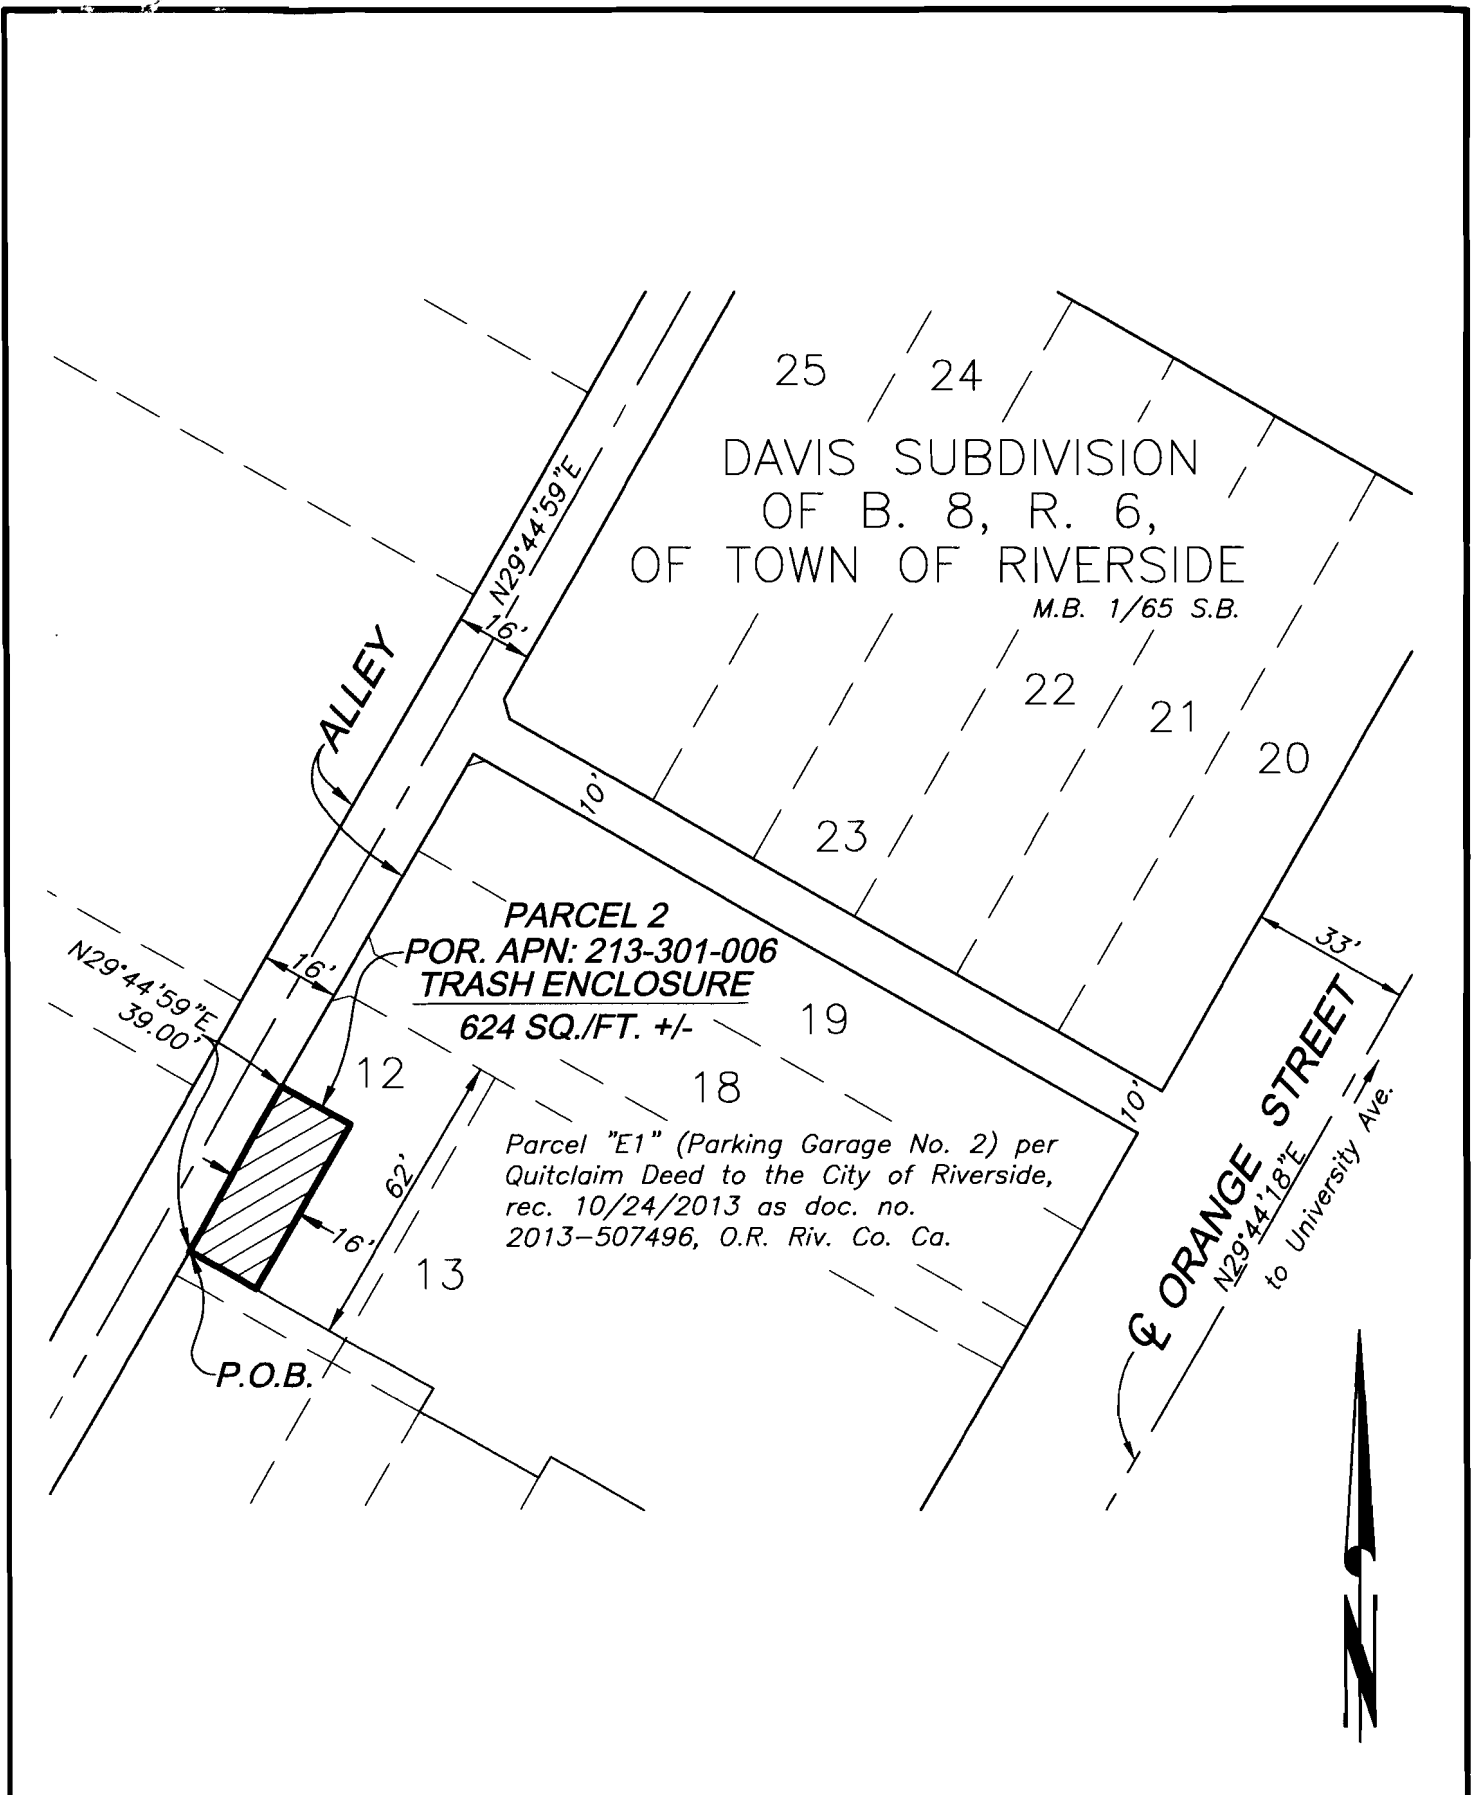 25
24
DAVIS SUBDIVISION
OF B. 8, R. 6,
OF TOWN OF RIVERSIDE
M.B. 1/65 S.B.
N29°44'59"E
16'
ALLEY
22
21
20
10'
23
PARCEL 2
POR. APN: 213-301-006
TRASH ENCLOSURE
624 SQ./FT. +/-
16'
N29°44'59"E
39.00'
33'
19
12
18
10'
Parcel "E1" (Parking Garage No. 2) per
Quitclaim Deed to the City of Riverside,
rec. 10/24/2013 as doc. no.
2013-507496, O.R. Riv. Co. Ca.
62'
16'
13
℄ ORANGE STREET
N29°44'18"E
to University Ave.
P.O.B.
N